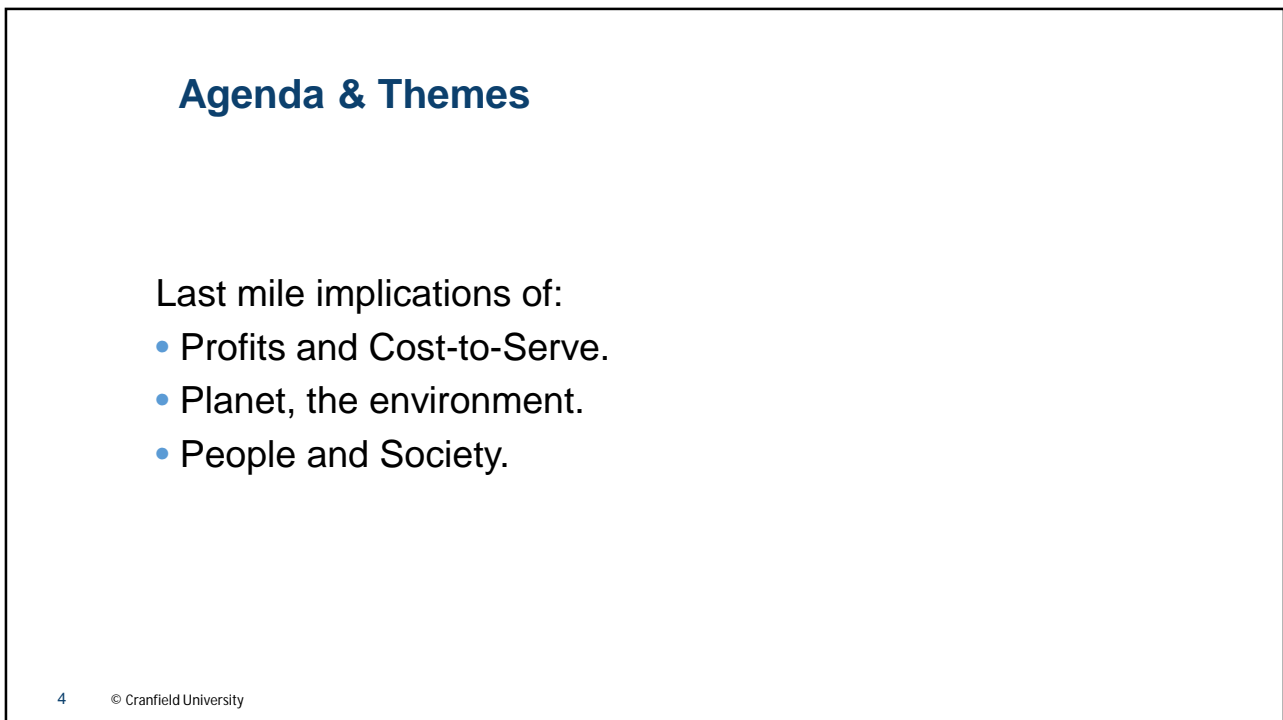 Agenda & Themes
Last mile implications of:
• Profits and Cost-to-Serve.
• Planet, the environment.
• People and Society.
4 © Cranfield University